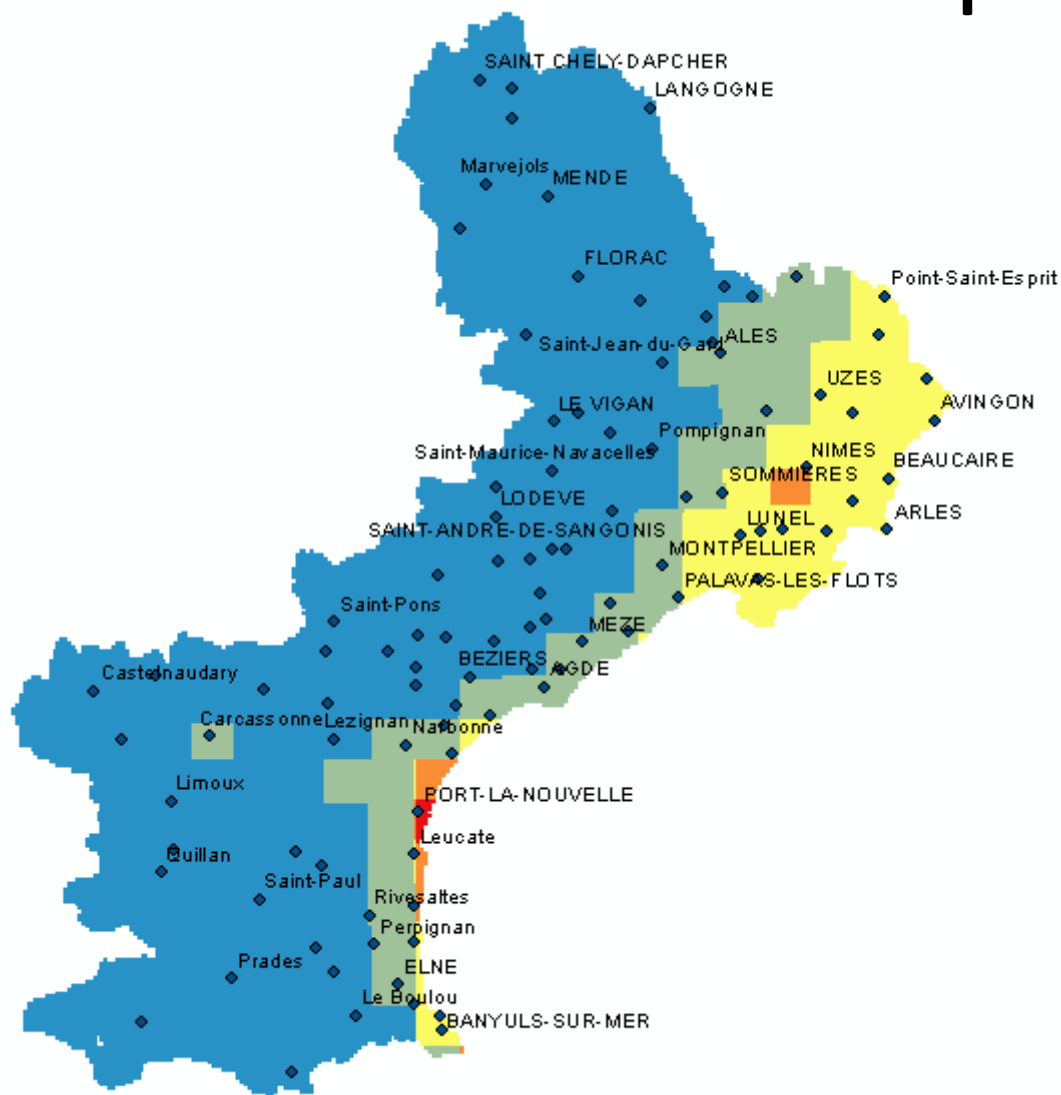 SAINT CHELY-DAPCHER
LANGOGNE
Marvejols
MENDE
FLORAC
Point-Saint-Esprit
Saint-Jean-du-Gard
ALES
UZES
LE VIGAN
AVINGON
Pompignan
Saint-Maurice-Navacelles
NIMES
BEAUCAIRE
SOMMIERES
LODEVE
ARLES
LUNEL
SAINT-ANDRE-DE-SANGONIS
MONTPELLIER
PALAVAS-LES-FLOTS
Saint-Pons
MEZE
BEZIERS
AGDE
Castelnaudary
Carcassonne
Lezignan
Narbonne
Limoux
PORT-LA-NOUVELLE
Leucate
Quillan
Saint-Paul
Rivesattes
Perpignan
Prades
ELNE
Le Boulou
BANYULS-SUR-MER